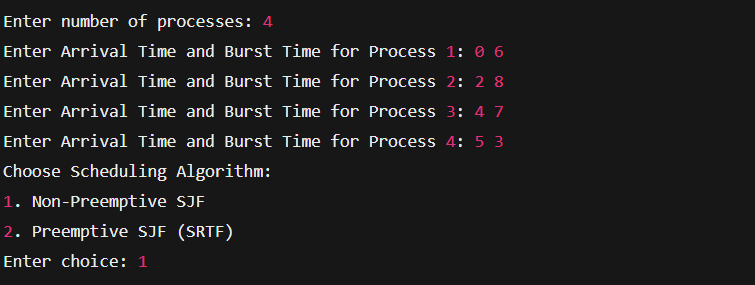 Enter number of processes: 4
Enter Arrival Time and Burst Time for Process 1: 0 6
Enter Arrival Time and Burst Time for Process 2: 2 8
Enter Arrival Time and Burst Time for Process 3: 4 7
Enter Arrival Time and Burst Time for Process 4: 5 3
Choose Scheduling Algorithm:
1. Non-Preemptive SJF
2. Preemptive SJF (SRTF)
Enter choice: 1